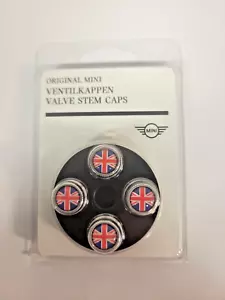 ORIGINAL MINI
VENTILKAPPEN
VALVE STEM CAPS
MINI